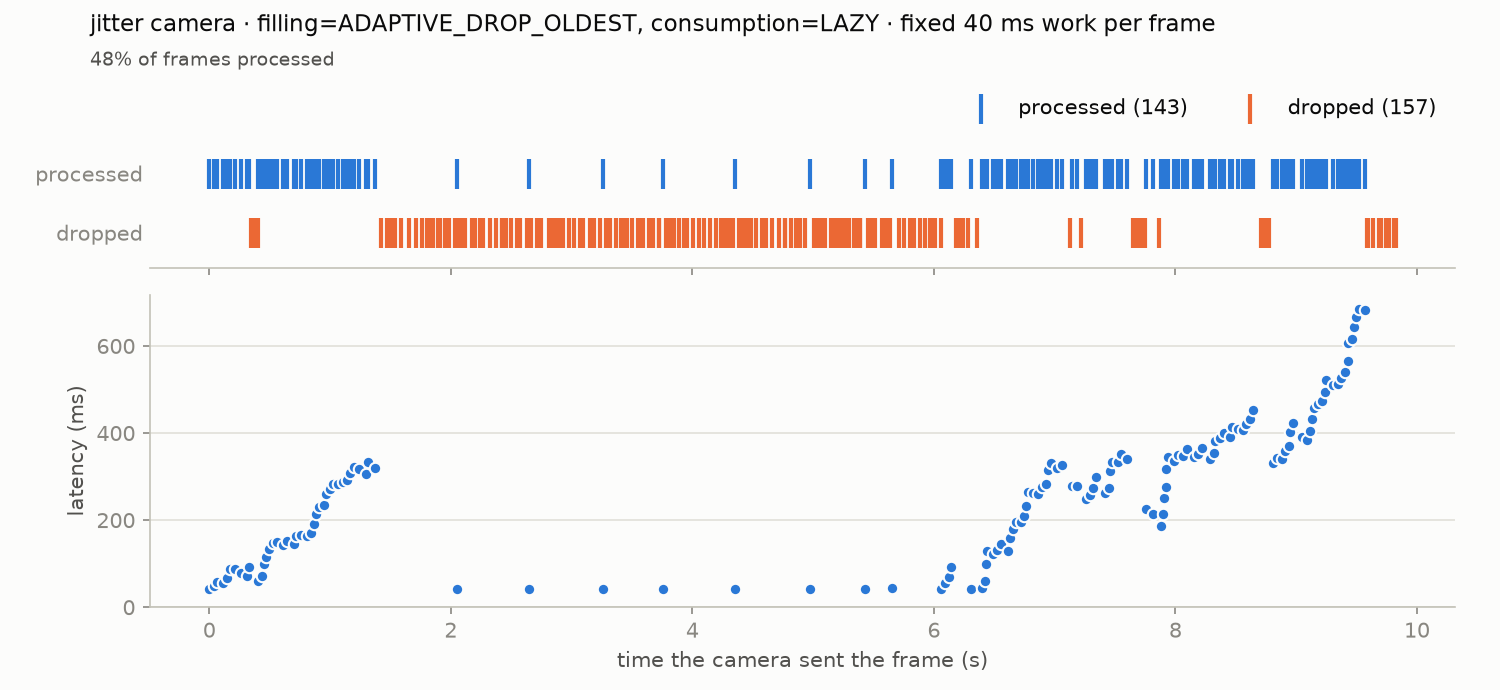 jitter camera · filling=ADAPTIVE_DROP_OLDEST, consumption=LAZY · fixed 40 ms work per frame
48% of frames processed
processed (143)
dropped (157)
processed
dropped
600
400
200
0
latency (ms)
0
2
4
6
8
10
time the camera sent the frame (s)